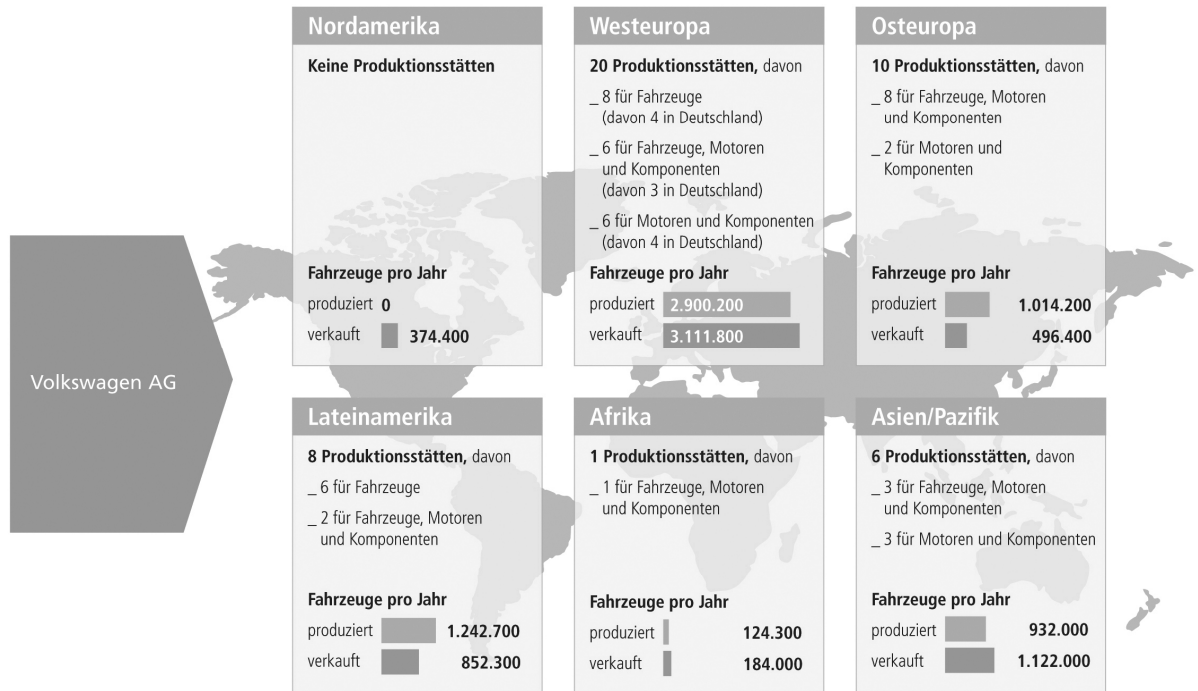 Volkswagen AG
Nordamerika
Keine Produktionsstätten
Fahrzeuge pro Jahr
produziert 0
verkauft 374.400
Westeuropa
20 Produktionsstätten, davon
_ 8 für Fahrzeuge
(davon 4 in Deutschland)
_ 6 für Fahrzeuge, Motoren
und Komponenten
(davon 3 in Deutschland)
_ 6 für Motoren und Komponenten
(davon 4 in Deutschland)
Fahrzeuge pro Jahr
produziert 2.900.200
verkauft 3.111.800
Osteuropa
10 Produktionsstätten, davon
_ 8 für Fahrzeuge, Motoren
und Komponenten
_ 2 für Motoren und
Komponenten
Fahrzeuge pro Jahr
produziert 1.014.200
verkauft 496.400
Lateinamerika
8 Produktionsstätten, davon
_ 6 für Fahrzeuge
_ 2 für Fahrzeuge, Motoren
und Komponenten
Fahrzeuge pro Jahr
produziert 1.242.700
verkauft 852.300
Afrika
1 Produktionsstätten, davon
_ 1 für Fahrzeuge, Motoren
und Komponenten
Fahrzeuge pro Jahr
produziert 124.300
verkauft 184.000
Asien/Pazifik
6 Produktionsstätten, davon
_ 3 für Fahrzeuge, Motoren
und Komponenten
_ 3 für Motoren und Komponenten
Fahrzeuge pro Jahr
produziert 932.000
verkauft 1.122.000